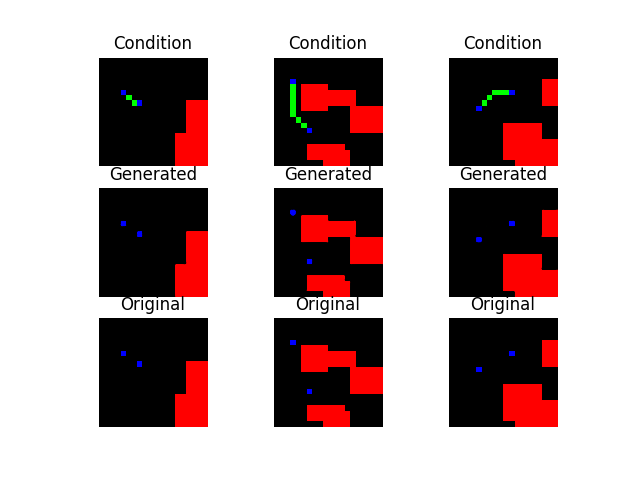 Condition Condition Condition
Generated Generated Generated
Original Original Original